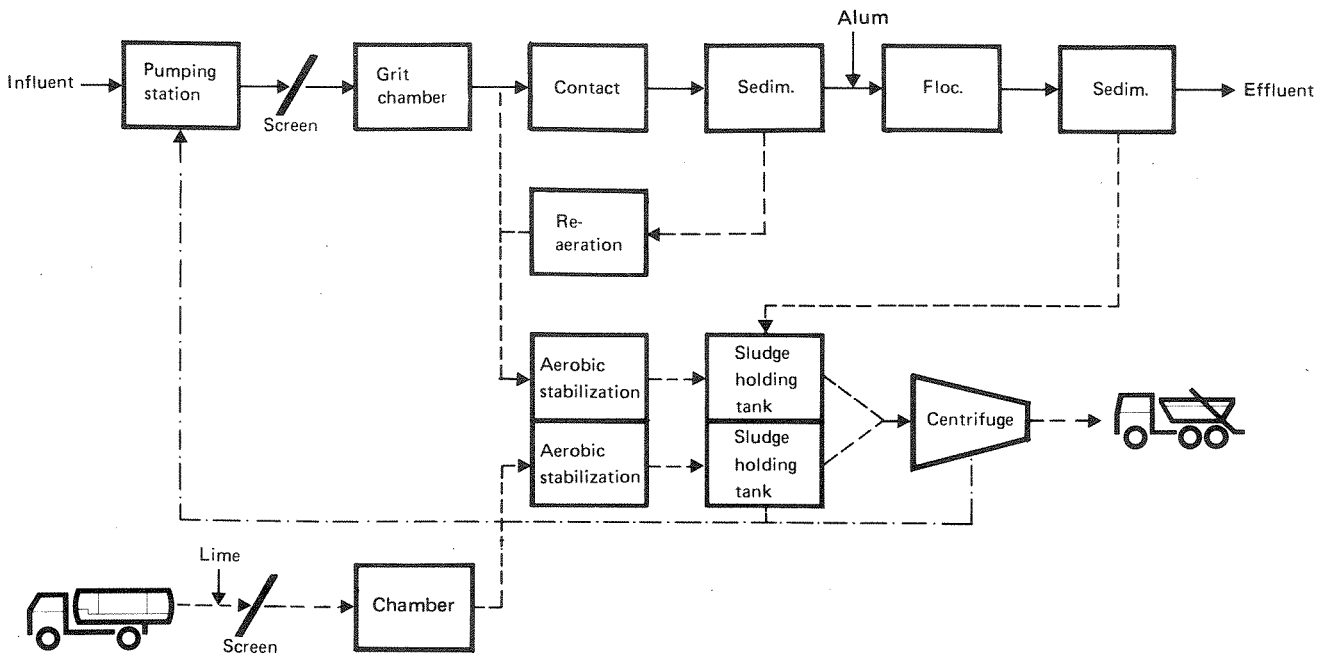 Alum
Influent
Pumping
station
Screen
Grit
chamber
Contact
Sedim.
Floc.
Sedim.
Effluent
Re-
aeration
Aerobic
stabilization
Sludge
holding
tank
Centrifuge
Aerobic
stabilization
Sludge
holding
tank
Lime
Screen
Chamber